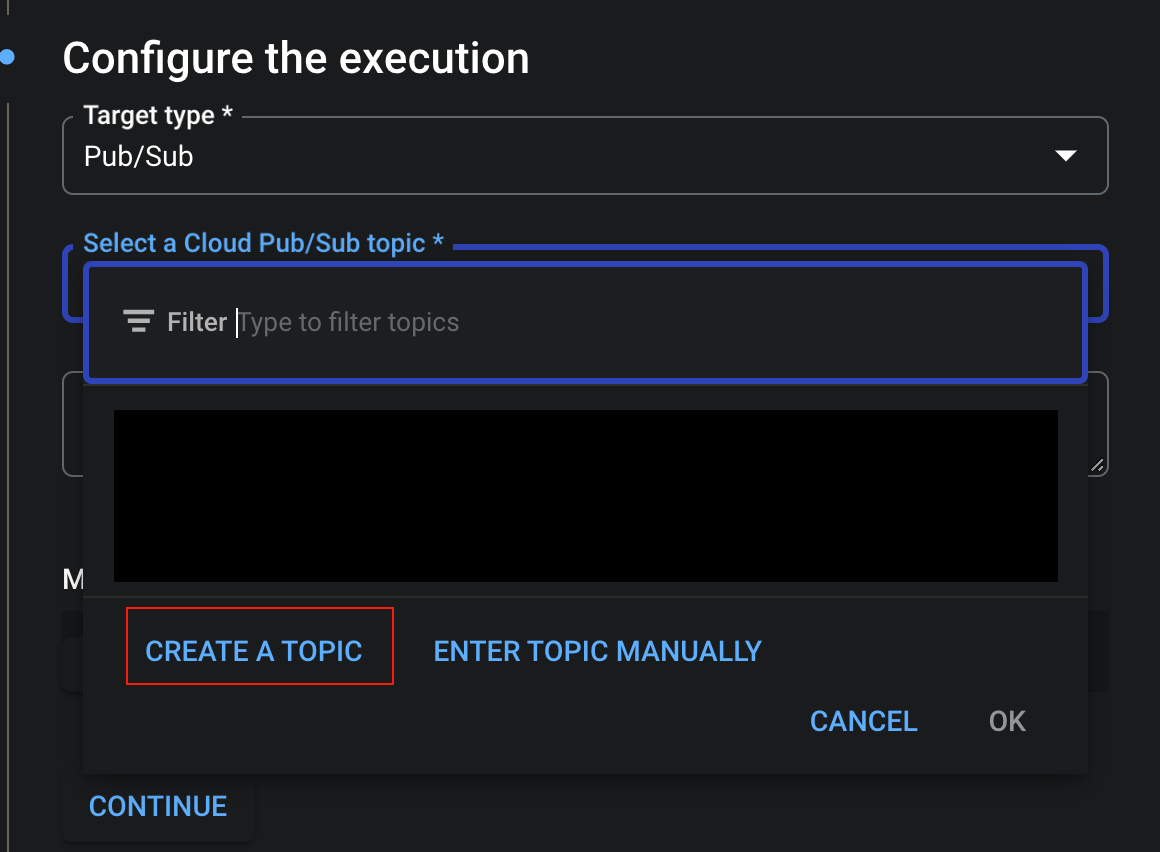 Configure the execution
Target type *
Pub/Sub
Select a Cloud Pub/Sub topic *
Filter Type to filter topics
M
CREATE A TOPIC ENTER TOPIC MANUALLY
CANCEL OK
CONTINUE